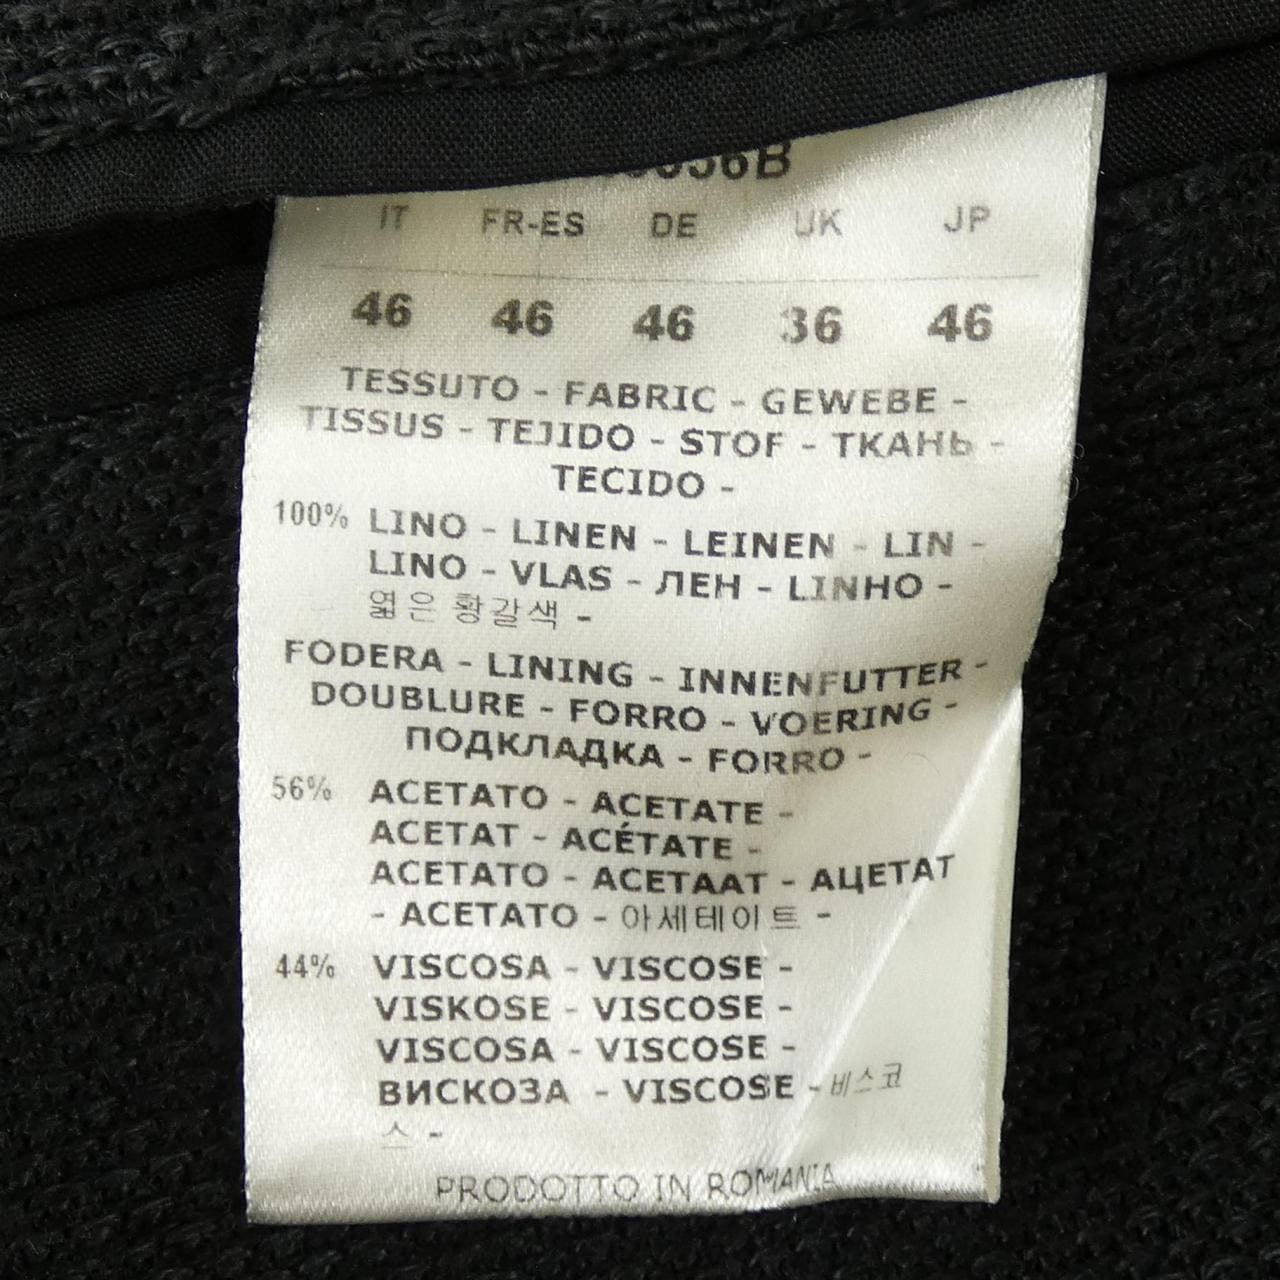 IT FR-ES DE UK JP
46 46 46 36 46
TESSUTO - FABRIC - GEWEBE -
TISSUS - TEJIDO - STOF - ТКАНЬ -
TECIDO -
100% LINO - LINEN - LEINEN - LIN -
LINO - VLAS - ЛЕН - LINHO -
엷은 황갈색 -
FODERA - LINING - INNENFUTTER -
DOUBLURE - FORRO - VOERING -
ПОДКЛАДКА - FORRO -
56% ACETATO - ACETATE -
ACETAT - ACÉTATE -
ACETATO - ACETAAT - АЦЕТАТ
- ACETATO - 아세테이트 -
44% VISCOSA - VISCOSE -
VISKOSE - VISCOSE -
VISCOSA - VISCOSE -
ВИСКОЗА - VISCOSE - 비스코
스 -
PRODOTTO IN ROMANIA